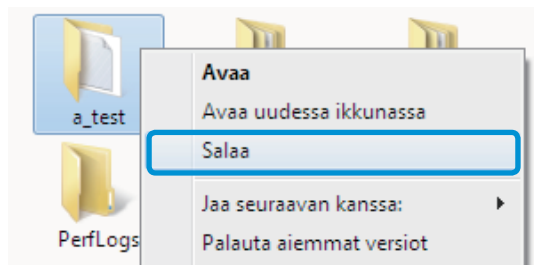 a_test
PerfLogs
Avaa
Avaa uudessa ikkunassa
Salaa
Jaa seuraavan kanssa:
Palauta aiemmat versiot